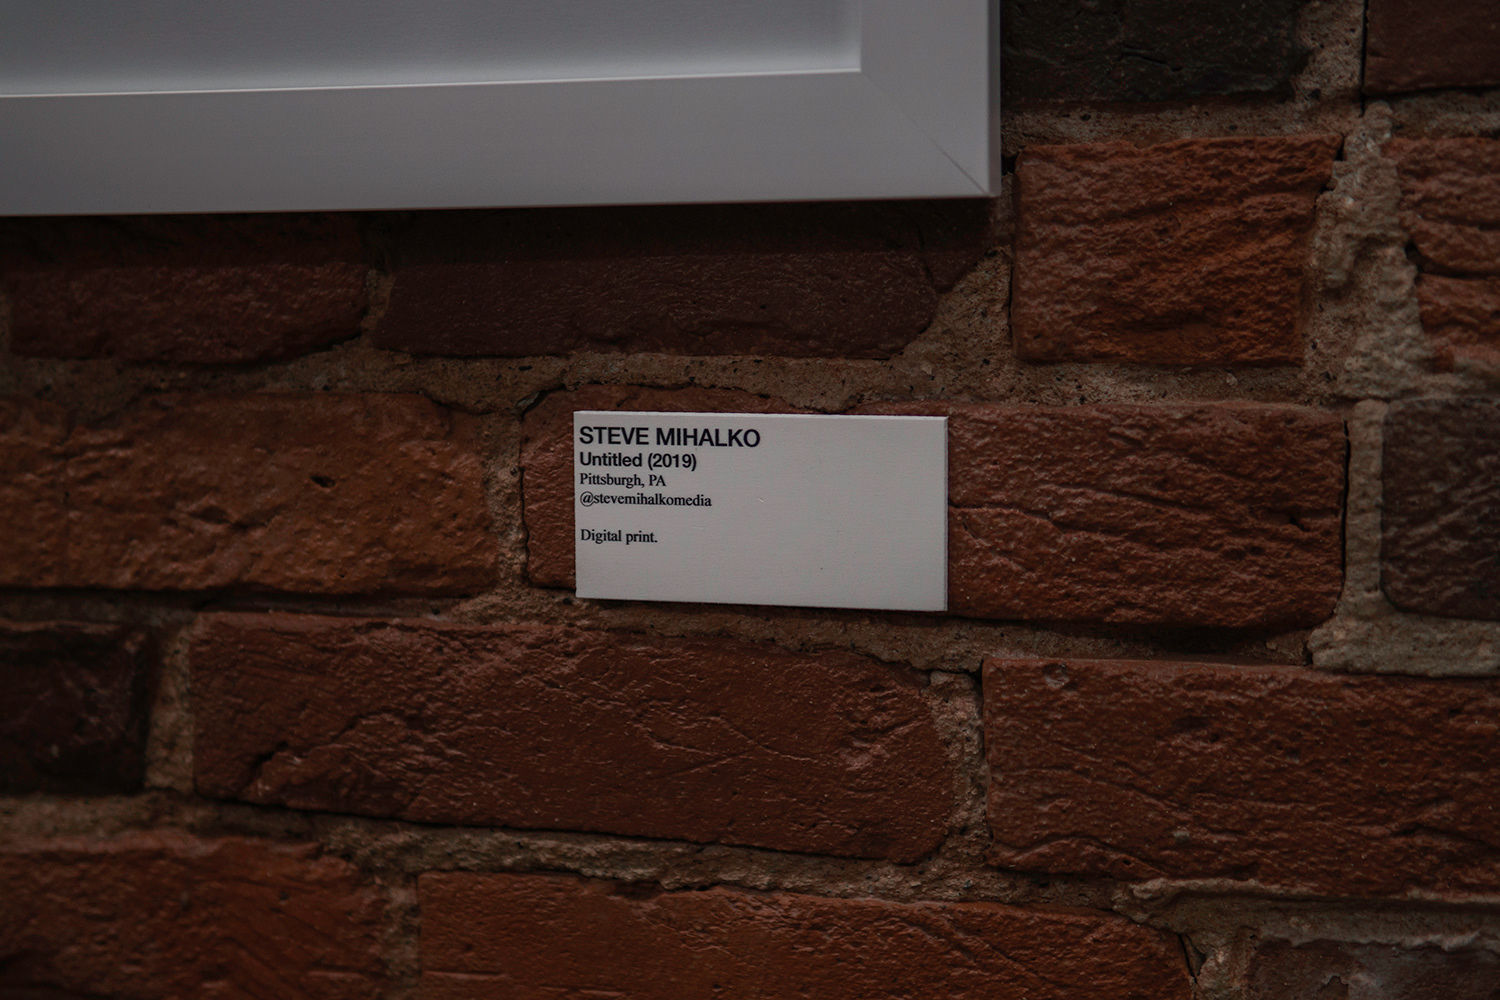 STEVE MIHALKO
Untitled (2019)
Pittsburgh, PA
@stevemihalkomedia
Digital print.